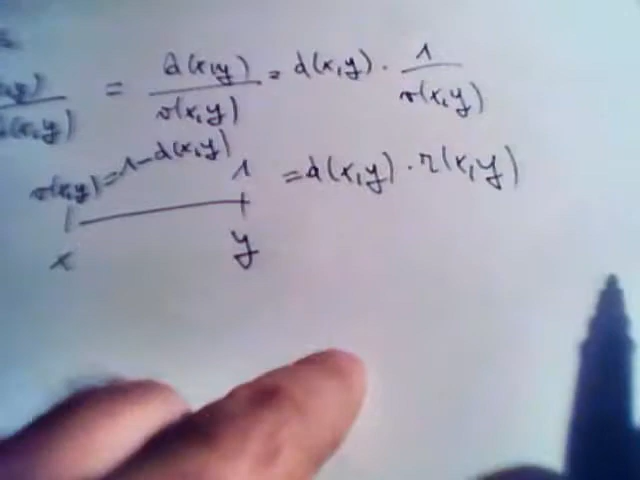 = d(x,y) / v(x,y) = d(x,y) · 1 / v(x,y)
v(x,y) = 1 - d(x,y) 1 = d(x,y) · r(x,y)
x y